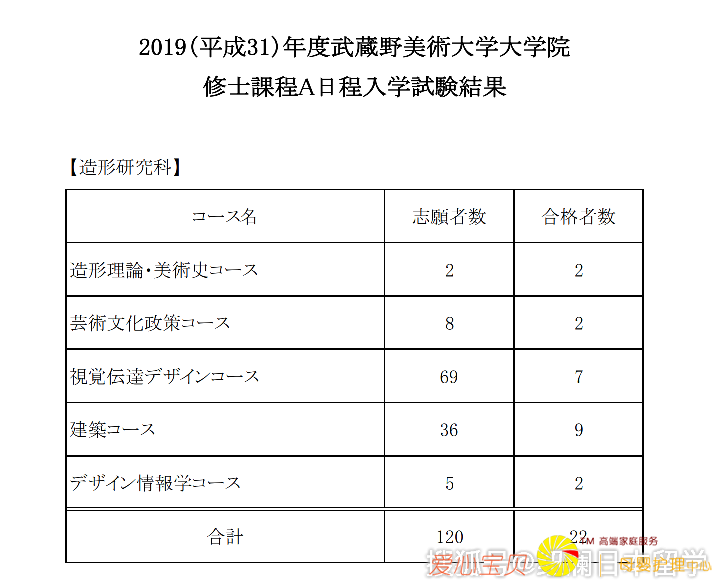 2019（平成31）年度武蔵野美術大学大学院
修士課程A日程入学試験結果
【造形研究科】
コース名 志願者数 合格者数
造形理論・美術史コース 2 2
芸術文化政策コース 8 2
視覚伝達デザインコース 69 7
建築コース 36 9
デザイン情報学コース 5 2
合計 120 22
TM 高端家庭服务
爱心宝贝
日本留学